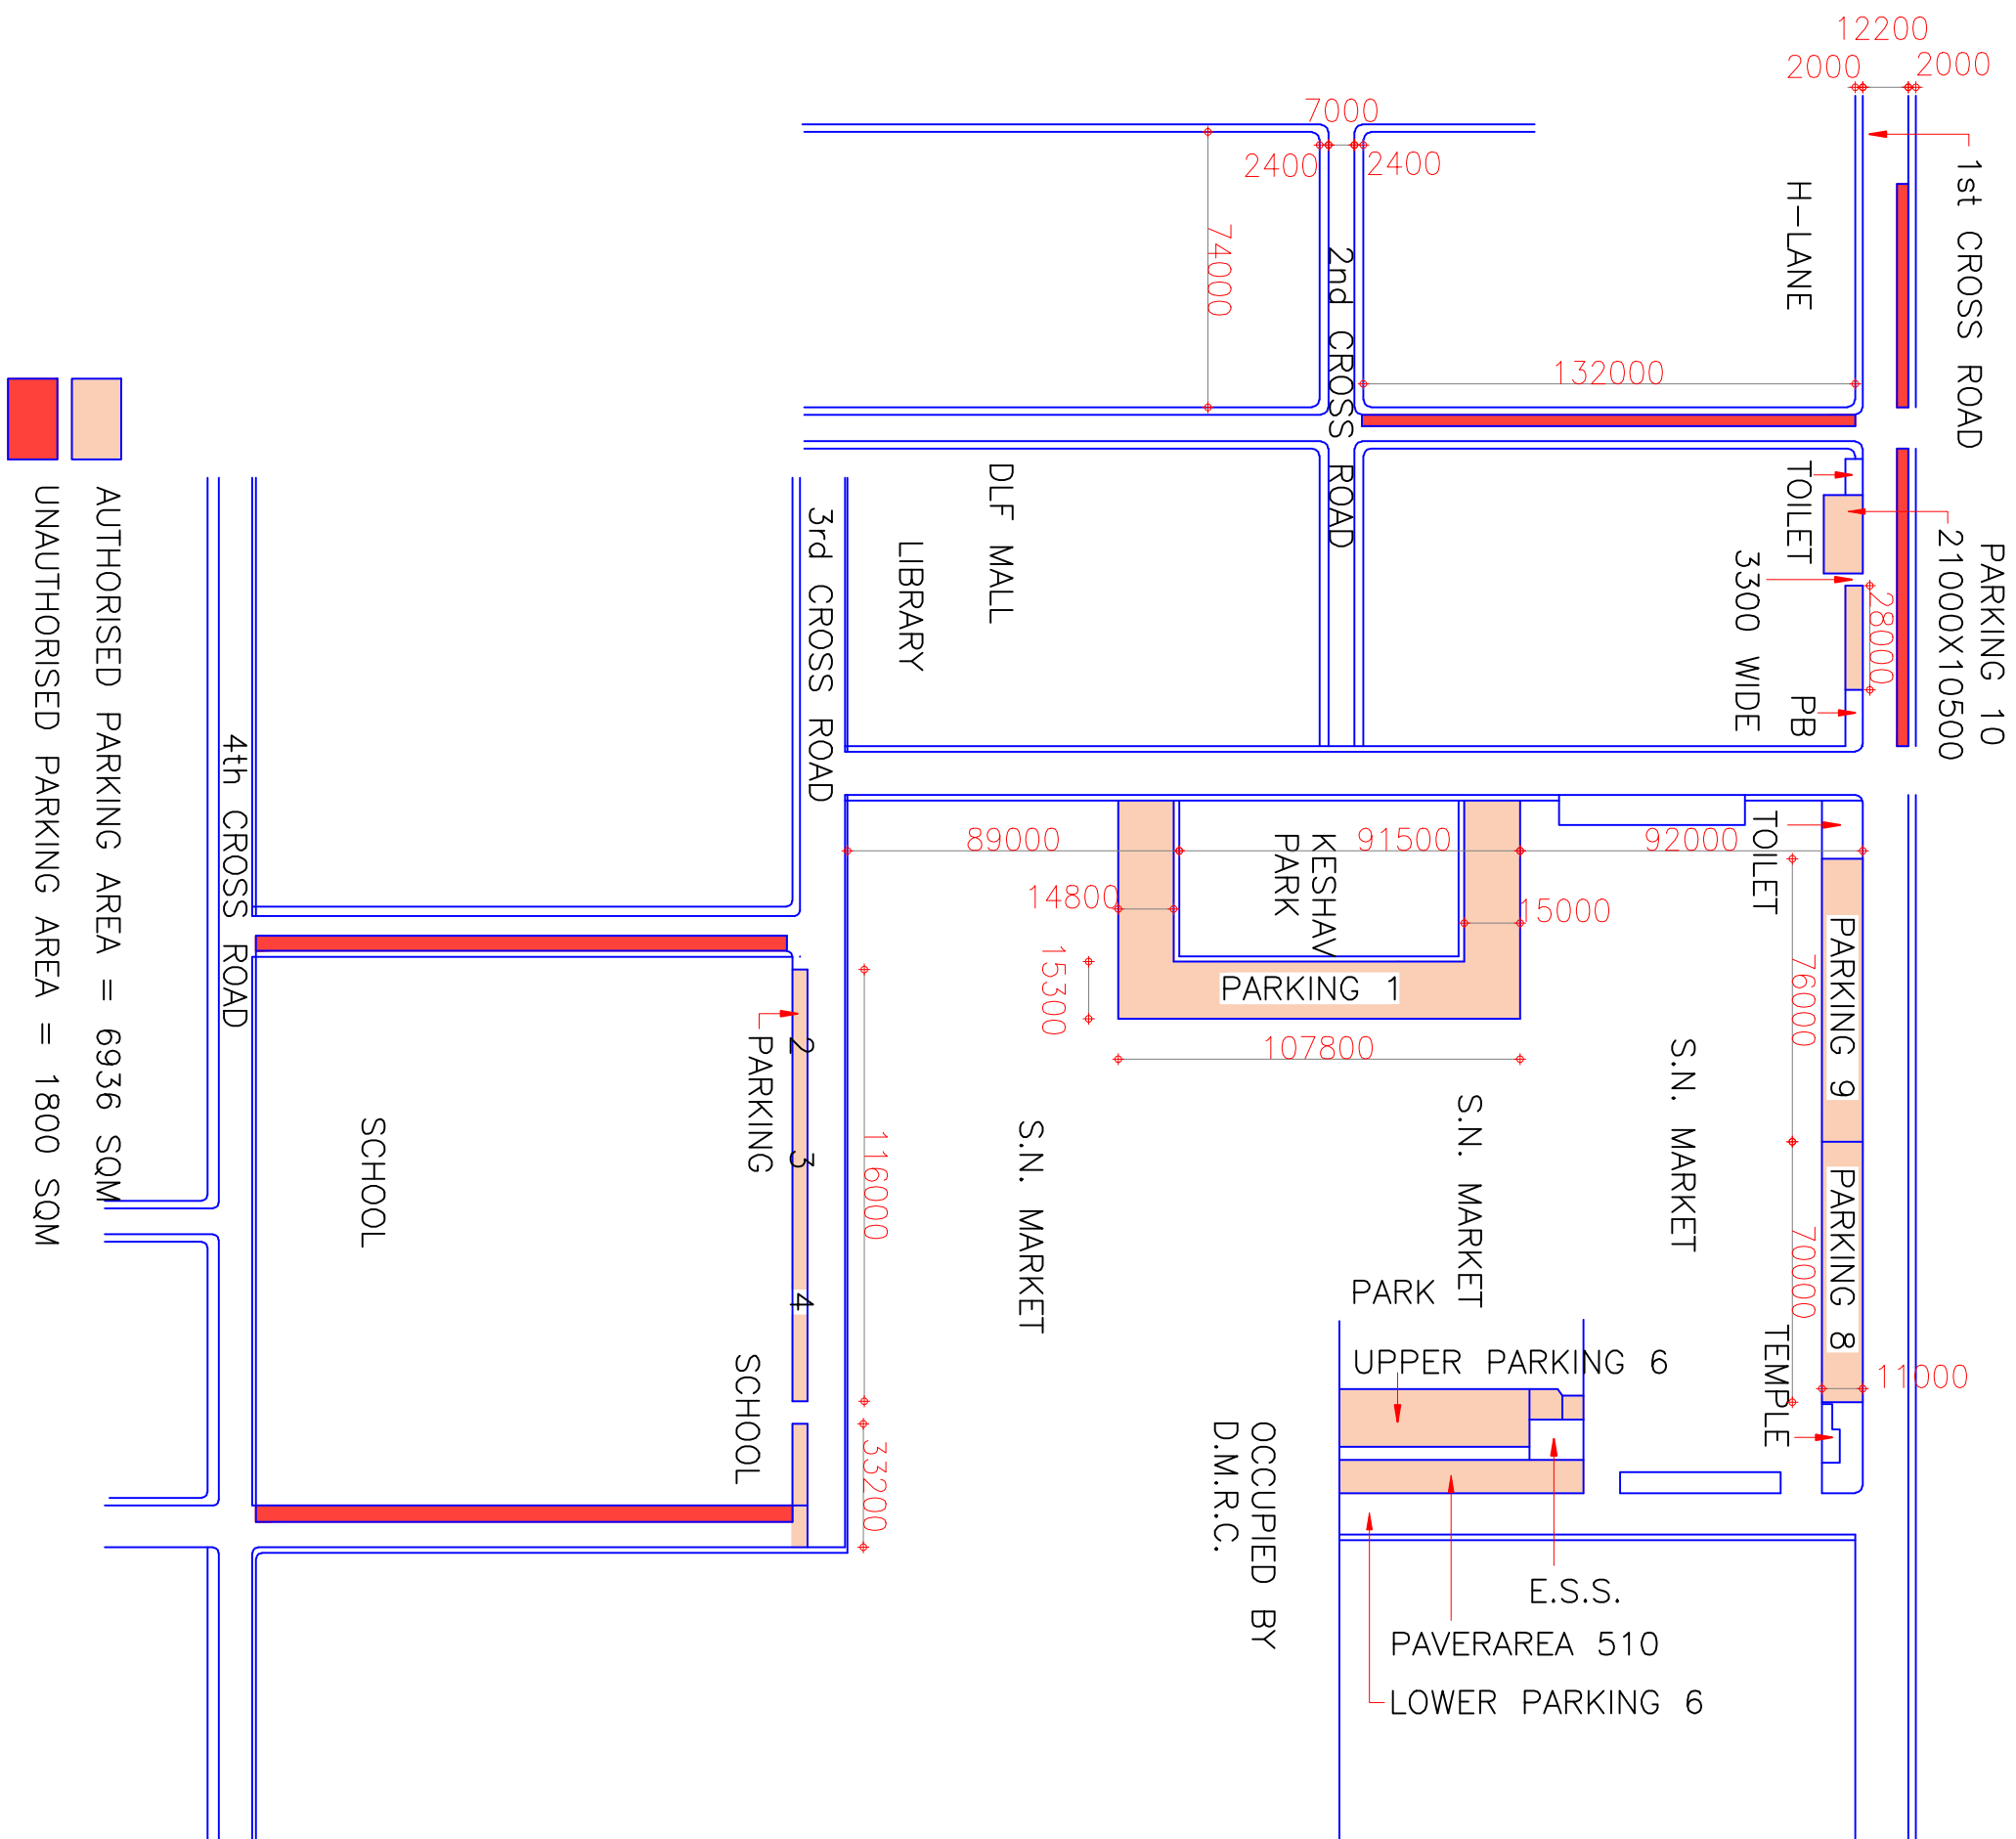 12200
2000
2000
7000
2400
2400
74000
132000
1st CROSS ROAD
H-LANE
2nd CROSS ROAD
PARKING 10
21000X10500
TOILET
3300 WIDE
28000
PB
DLF MALL
LIBRARY
3rd CROSS ROAD
4th CROSS ROAD
AUTHORISED PARKING AREA = 6936 SQM
UNAUTHORISED PARKING AREA = 1800 SQM
89000
91500
92000
TOILET
KESHAV
PARK
14800
15000
15300
PARKING 1
107800
PARKING 9
76000
PARKING 8
70000
11000
TEMPLE
S.N. MARKET
S.N. MARKET
S.N. MARKET
PARKING
2
3
4
116000
33200
SCHOOL
SCHOOL
PARK
UPPER PARKING 6
OCCUPIED BY
D.M.R.C.
E.S.S.
PAVERAREA 510
LOWER PARKING 6